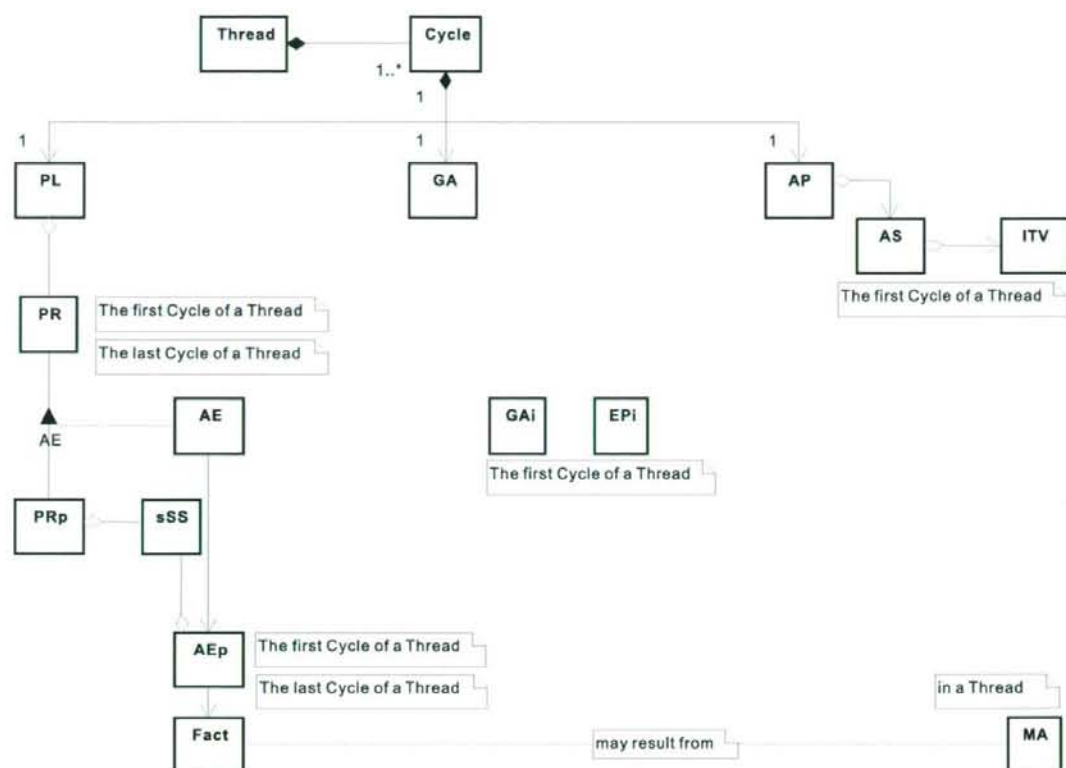 Thread
Cycle
1..*
1
1
1
1
PL
GA
AP
AS
ITV
The first Cycle of a Thread
PR
The first Cycle of a Thread
The last Cycle of a Thread
AE
AE
GAi
EPi
The first Cycle of a Thread
PRp
sSS
AEp
The first Cycle of a Thread
The last Cycle of a Thread
in a Thread
Fact
may result from
MA